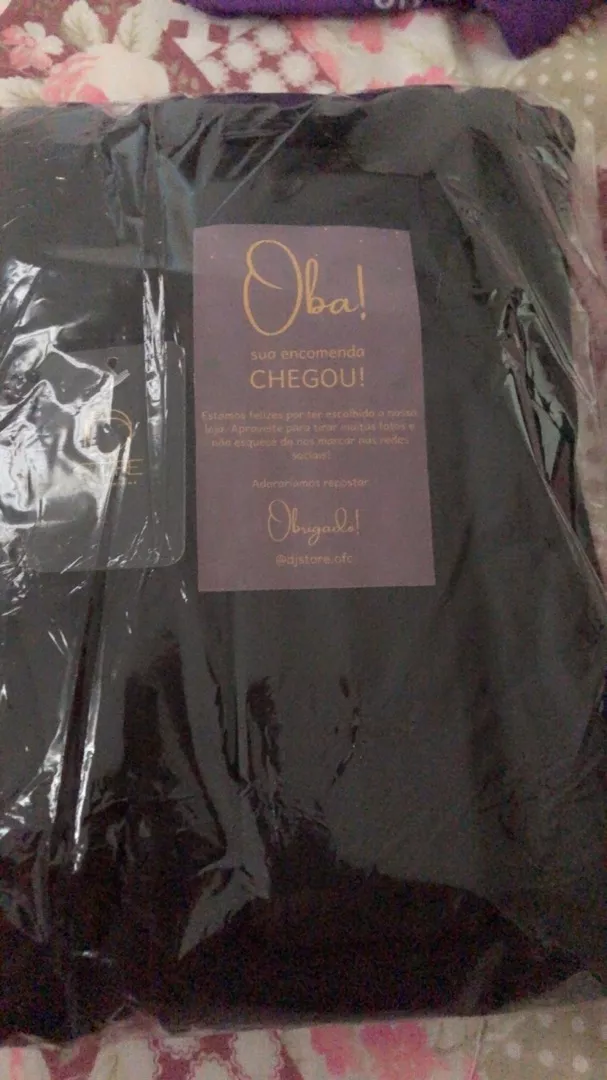 Oba!
sua encomenda
CHEGOU!
Estamos felizes por ter escolhido a nossa
loja. Aproveite para tirar muitas fotos e
não esqueça de nos marcar nas redes
sociais!
Adoraríamos repostar.
Obrigado!
@djstore.ofc